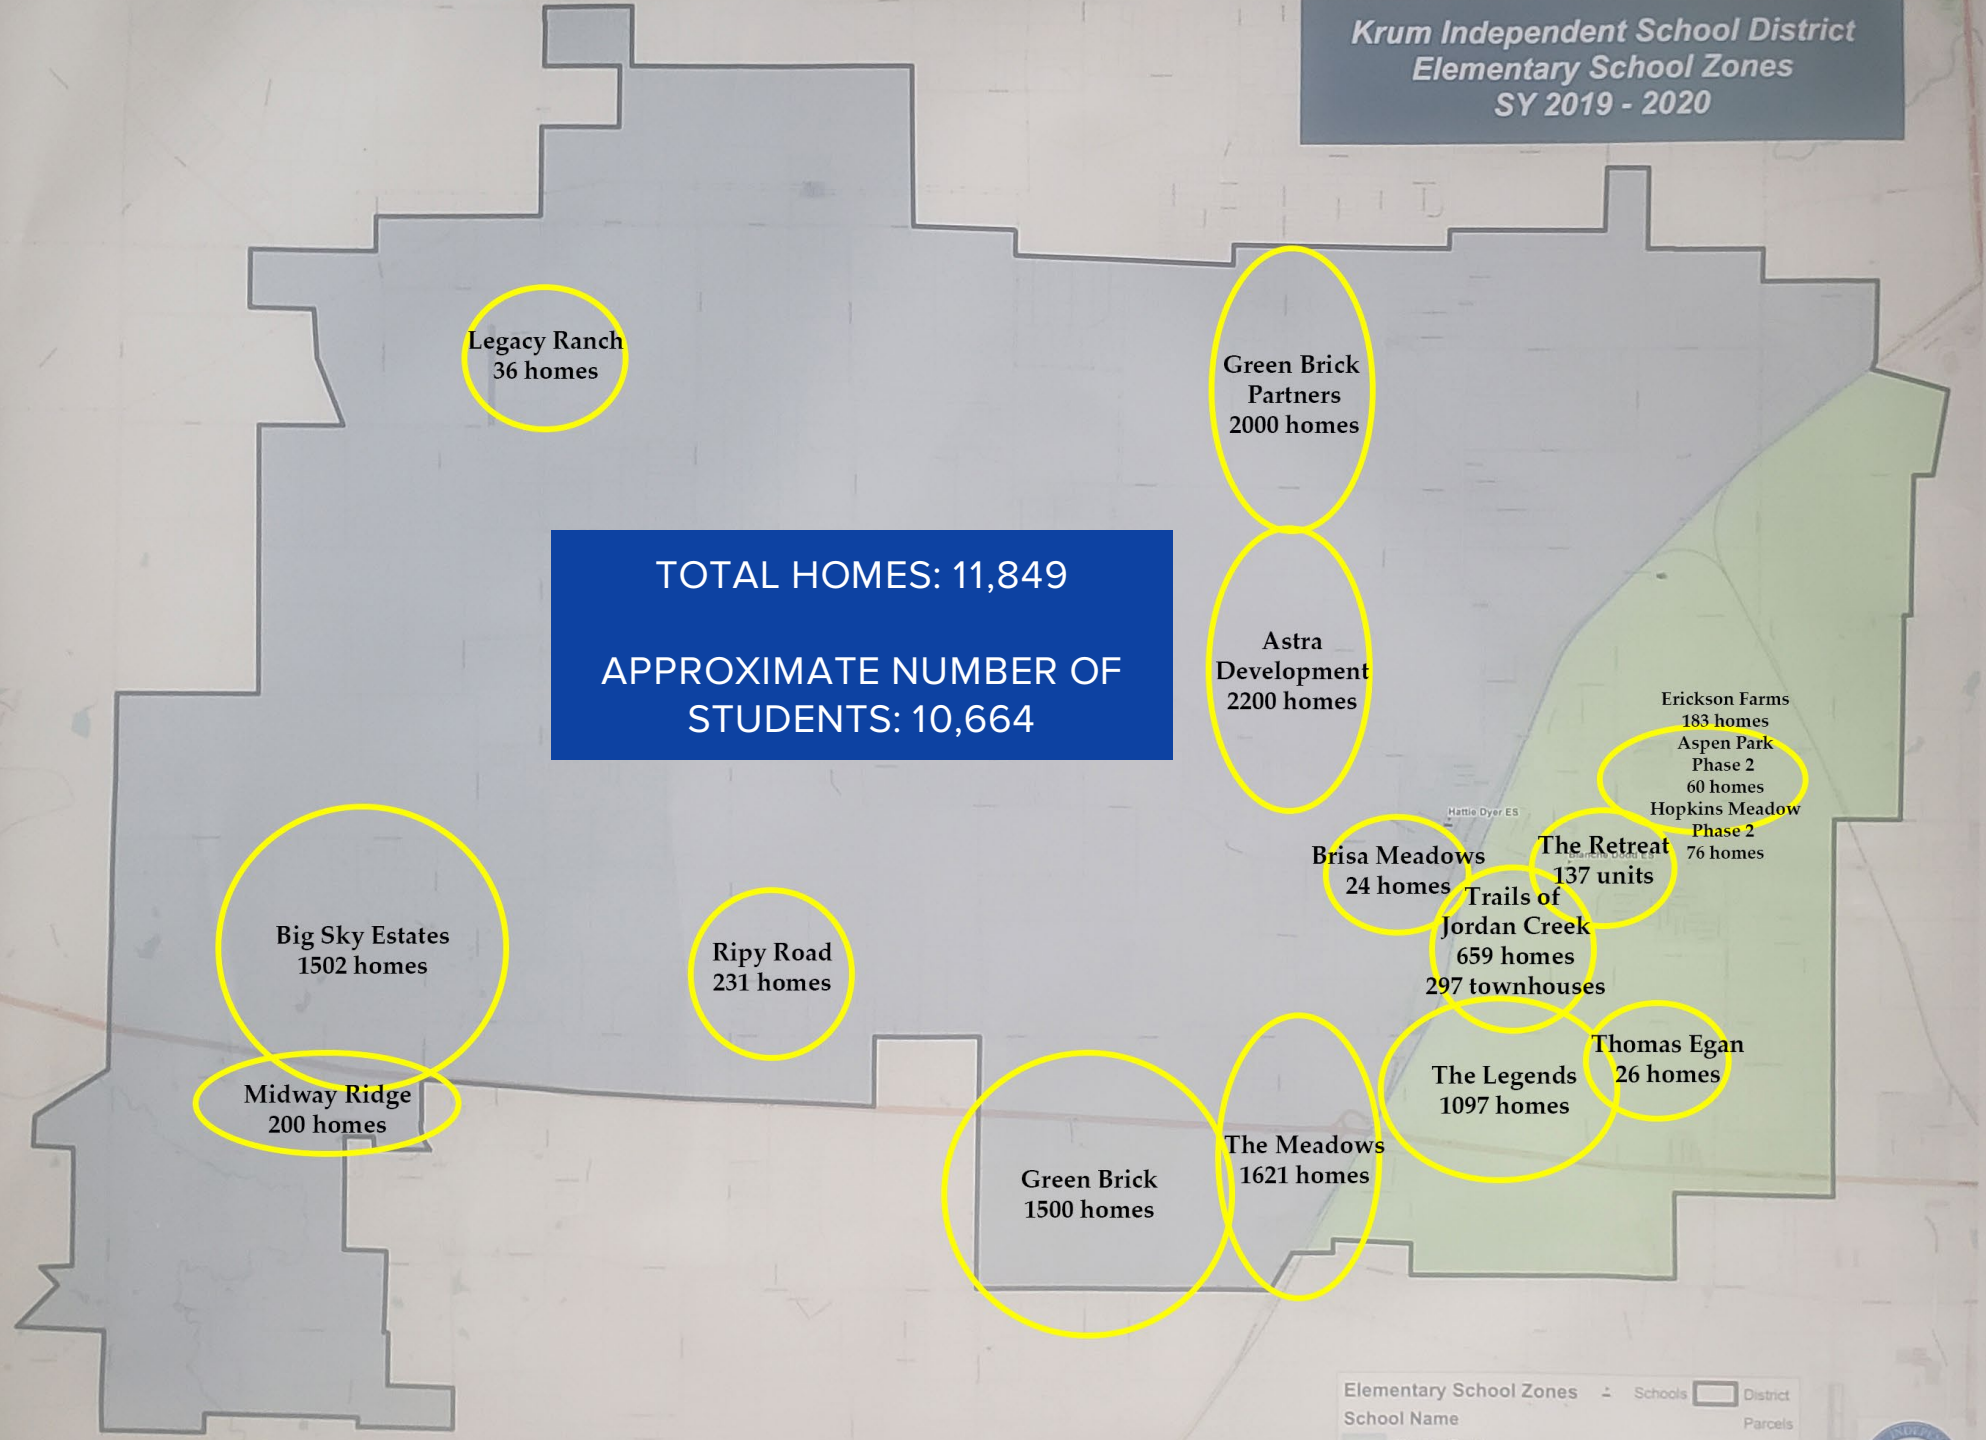 Krum Independent School District
Elementary School Zones
SY 2019 - 2020
Legacy Ranch
36 homes
Green Brick
Partners
2000 homes
TOTAL HOMES: 11,849
APPROXIMATE NUMBER OF
STUDENTS: 10,664
Astra
Development
2200 homes
Erickson Farms
183 homes
Aspen Park
Phase 2
60 homes
Hopkins Meadow
Phase 2
76 homes
Hattie Dyer ES
Brisa Meadows
24 homes
The Retreat
Blanche Dodd ES
137 units
Trails of
Jordan Creek
659 homes
297 townhouses
Big Sky Estates
1502 homes
Ripy Road
231 homes
Midway Ridge
200 homes
Thomas Egan
26 homes
The Legends
1097 homes
The Meadows
1621 homes
Green Brick
1500 homes
Elementary School Zones
Schools
District
School Name
Parcels